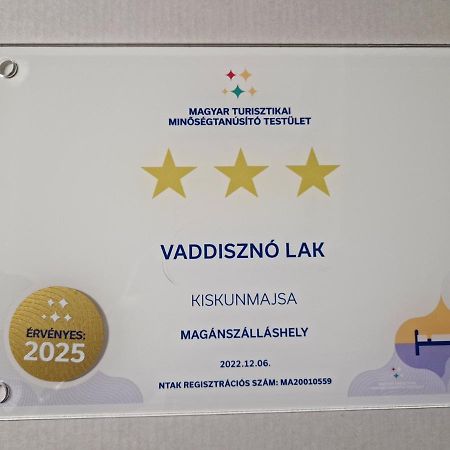 MAGYAR TURISZTIKAI
MINŐSÉGTANÚSÍTÓ TESTÜLET
VADDISZNÓ LAK
KISKUNMAJSA
MAGÁNSZÁLLÁSHELY
2022.12.06.
NTAK REGISZTRÁCIÓS SZÁM: MA20010559
ÉRVÉNYES:
2025